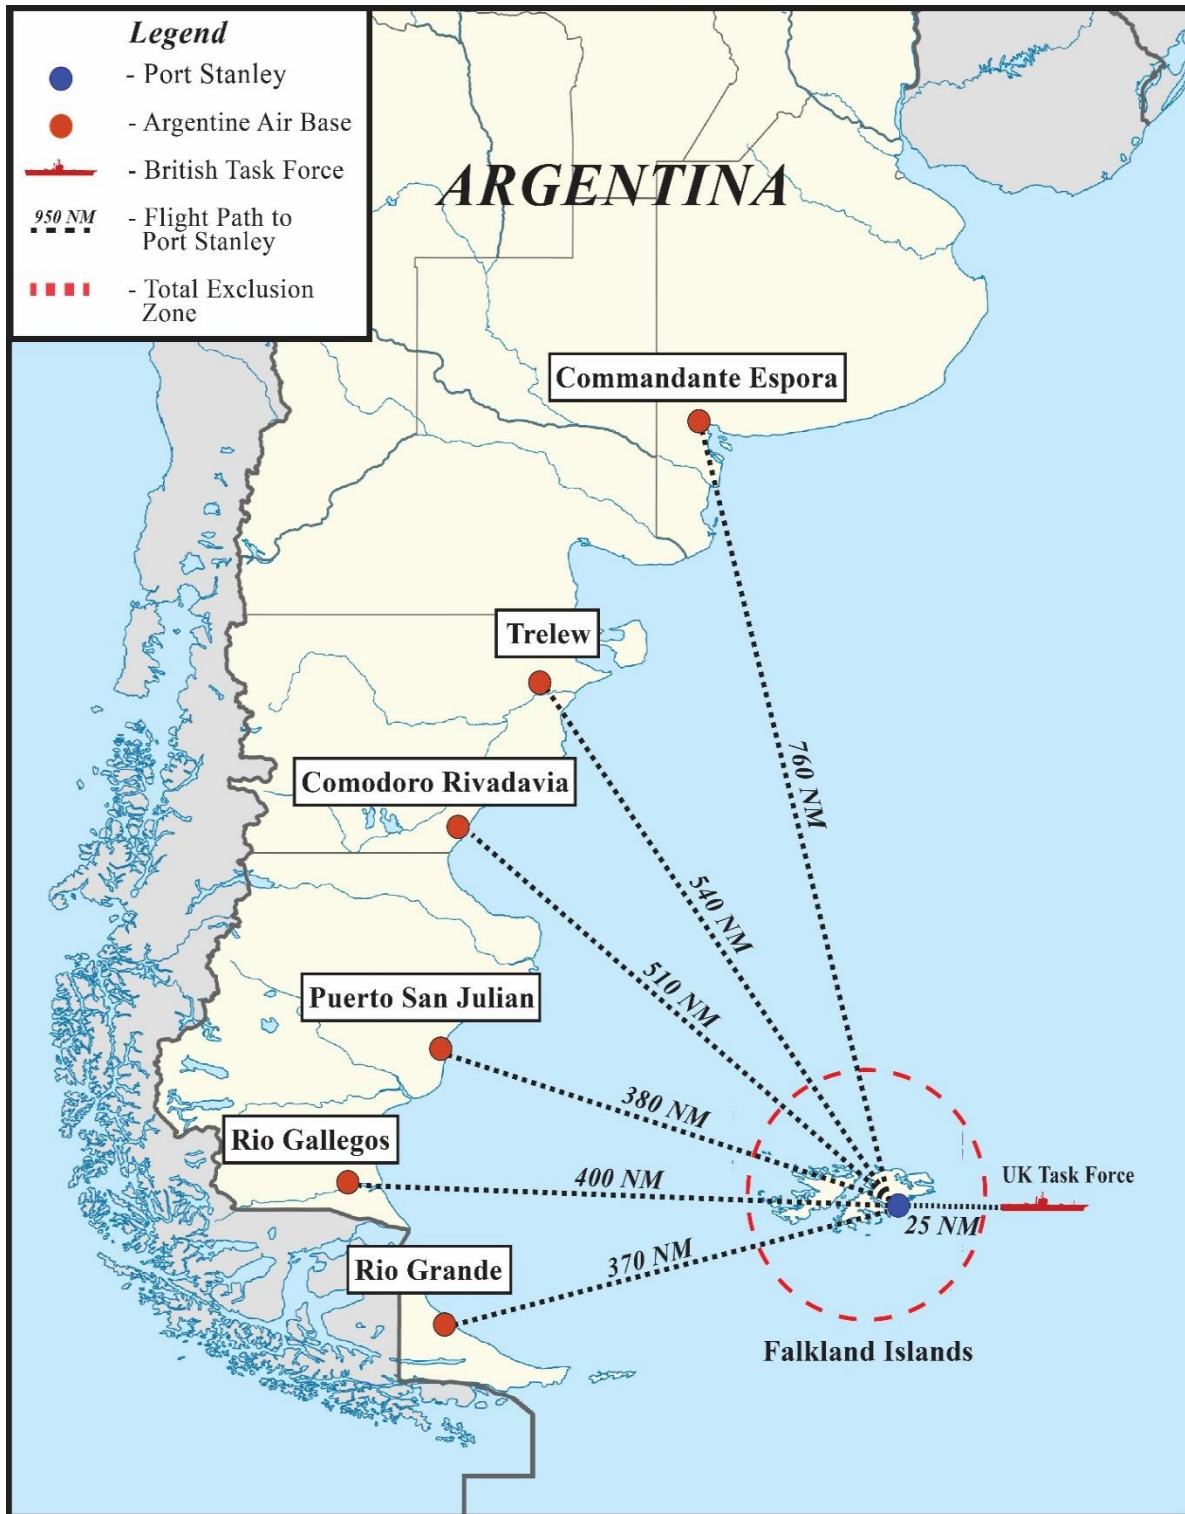 Legend
- Port Stanley
- Argentine Air Base
- British Task Force
950 NM
- Flight Path to
Port Stanley
- Total Exclusion
Zone
ARGENTINA
Commandante Espora
Trelew
760 NM
Comodoro Rivadavia
540 NM
510 NM
Puerto San Julian
380 NM
Rio Gallegos
400 NM
UK Task Force
25 NM
370 NM
Rio Grande
Falkland Islands